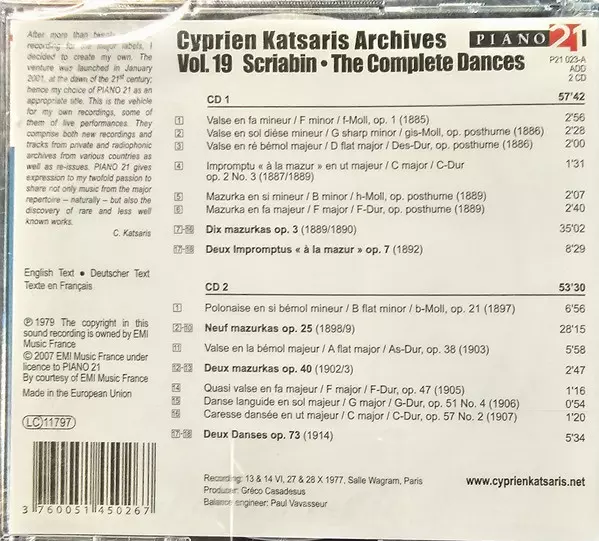 After more than twenty
recording for the major labels, I
decided to create my own. The
venture was launched in January
2001, at the dawn of the 21st century;
hence my choice of PIANO 21 as an
appropriate title. This is the vehicle
for my own recordings, some of
them of live performances. They
comprise both new recordings and
tracks from private and radiophonic
archives from various countries as
well as re-issues. PIANO 21 gives
expression to my twofold passion to
share not only music from the major
repertoire – naturally – but also the
discovery of rare and less well
known works.
C. Katsaris
English Text • Deutscher Text
Texte en Français
℗ 1979 The copyright in this
sound recording is owned by EMI
Music France
© 2007 EMI Music France under
licence to PIANO 21
By courtesy of EMI Music France
Made in the European Union
LC 11797
3 760051 450267
Cyprien Katsaris Archives
Vol. 19 Scriabin • The Complete Dances
PIANO 21
P21 023-A
ADD
2 CD
CD 1 57'42
1 Valse en fa mineur / F minor / f-Moll, op. 1 (1885) 2'56
2 Valse en sol dièse mineur / G sharp minor / gis-Moll, op. posthume (1886) 2'28
3 Valse en ré bémol majeur / D flat major / Des-Dur, op. posthume (1886) 2'00
4 Impromptu « à la mazur » en ut majeur / C major / C-Dur 1'31
op. 2 No. 3 (1887/1889)
5 Mazurka en si mineur / B minor / h-Moll, op. posthume (1889) 2'07
6 Mazurka en fa majeur / F major / F-Dur, op. posthume (1889) 2'40
7-16 Dix mazurkas op. 3 (1889/1890) 35'02
17-18 Deux Impromptus « à la mazur » op. 7 (1892) 8'29
CD 2 53'30
1 Polonaise en si bémol mineur / B flat minor / b-Moll, op. 21 (1897) 6'56
2-10 Neuf mazurkas op. 25 (1898/9) 28'15
11 Valse en la bémol majeur / A flat major / As-Dur, op. 38 (1903) 5'58
12-13 Deux mazurkas op. 40 (1902/3) 2'47
14 Quasi valse en fa majeur / F major / F-Dur, op. 47 (1905) 1'16
15 Danse languide en sol majeur / G major / G-Dur, op. 51 No. 4 (1906) 0'54
16 Caresse dansée en ut majeur / C major / C-Dur, op. 57 No. 2 (1907) 1'20
17-18 Deux Danses op. 73 (1914) 5'34
Recording: 13 & 14 VI, 27 & 28 X 1977, Salle Wagram, Paris
Producer: Gréco Casadesus
Balance engineer: Paul Vavasseur
www.cyprienkatsaris.net